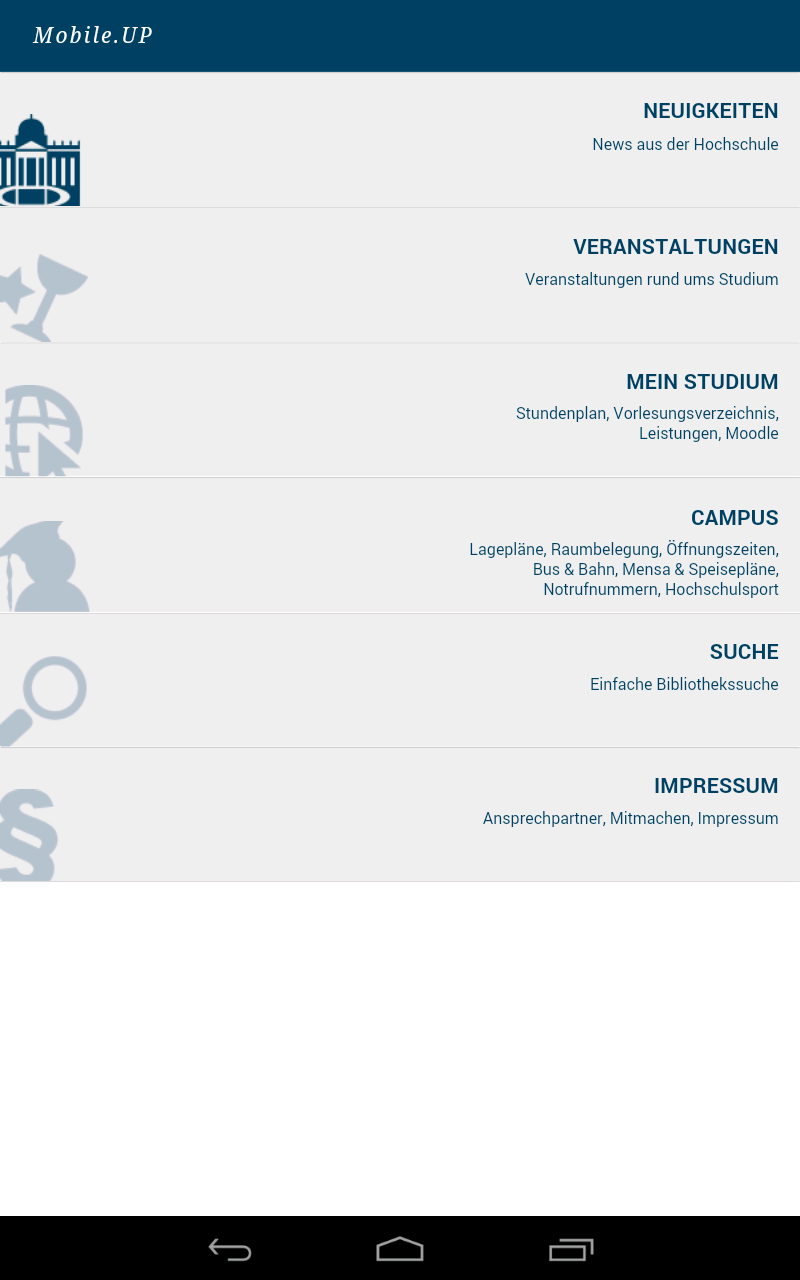 Mobile.UP
NEUIGKEITEN
News aus der Hochschule
VERANSTALTUNGEN
Veranstaltungen rund ums Studium
MEIN STUDIUM
Stundenplan, Vorlesungsverzeichnis,
Leistungen, Moodle
CAMPUS
Lagepläne, Raumbelegung, Öffnungszeiten,
Bus & Bahn, Mensa & Speisepläne,
Notrufnummern, Hochschulsport
SUCHE
Einfache Bibliothekssuche
IMPRESSUM
Ansprechpartner, Mitmachen, Impressum
§